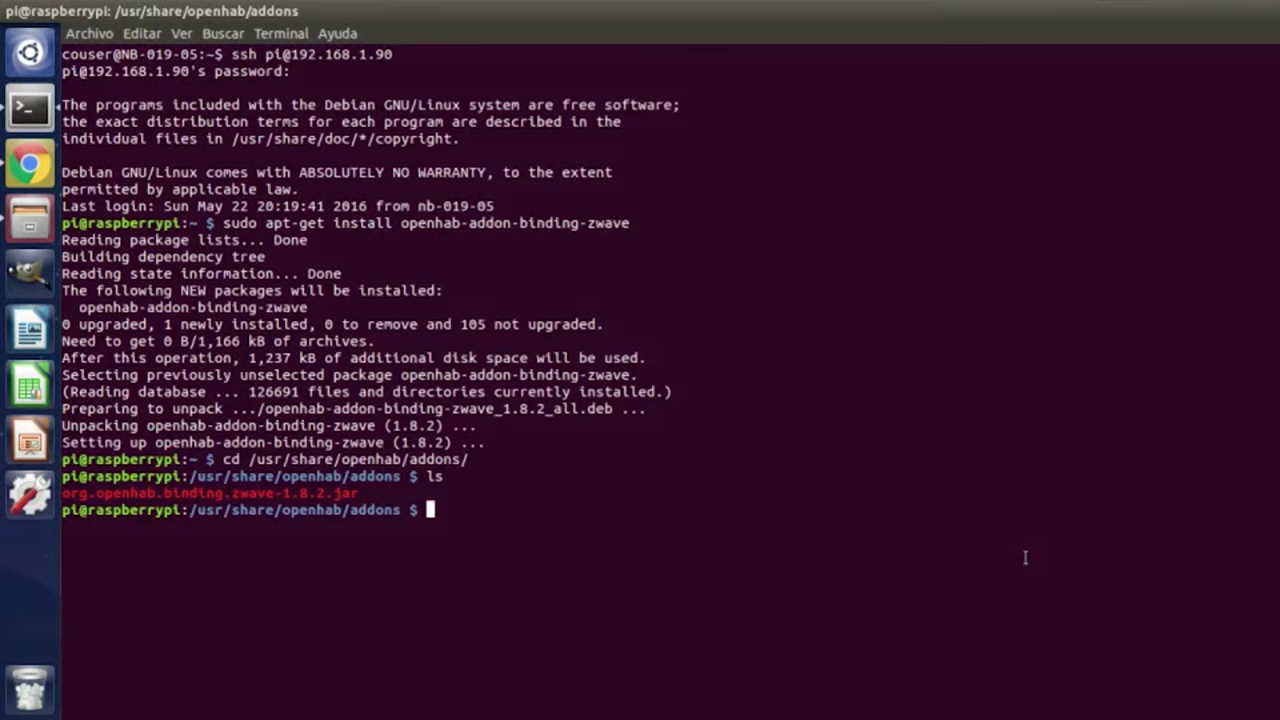 pi@raspberrypi: /usr/share/openhab/addons
Archivo Editar Ver Buscar Terminal Ayuda
couser@NB-019-05:~$ ssh pi@192.168.1.90
pi@192.168.1.90's password:
The programs included with the Debian GNU/Linux system are free software;
the exact distribution terms for each program are described in the
individual files in /usr/share/doc/*/copyright.
Debian GNU/Linux comes with ABSOLUTELY NO WARRANTY, to the extent
permitted by applicable law.
Last login: Sun May 22 20:19:41 2016 from nb-019-05
pi@raspberrypi:~ $ sudo apt-get install openhab-addon-binding-zwave
Reading package lists... Done
Building dependency tree
Reading state information... Done
The following NEW packages will be installed:
openhab-addon-binding-zwave
0 upgraded, 1 newly installed, 0 to remove and 105 not upgraded.
Need to get 0 B/1,166 kB of archives.
After this operation, 1,237 kB of additional disk space will be used.
Selecting previously unselected package openhab-addon-binding-zwave.
(Reading database ... 126691 files and directories currently installed.)
Preparing to unpack .../openhab-addon-binding-zwave_1.8.2_all.deb ...
Unpacking openhab-addon-binding-zwave (1.8.2) ...
Setting up openhab-addon-binding-zwave (1.8.2) ...
pi@raspberrypi:~ $ cd /usr/share/openhab/addons/
pi@raspberrypi:/usr/share/openhab/addons $ ls
org.openhab.binding.zwave-1.8.2.jar
pi@raspberrypi:/usr/share/openhab/addons $